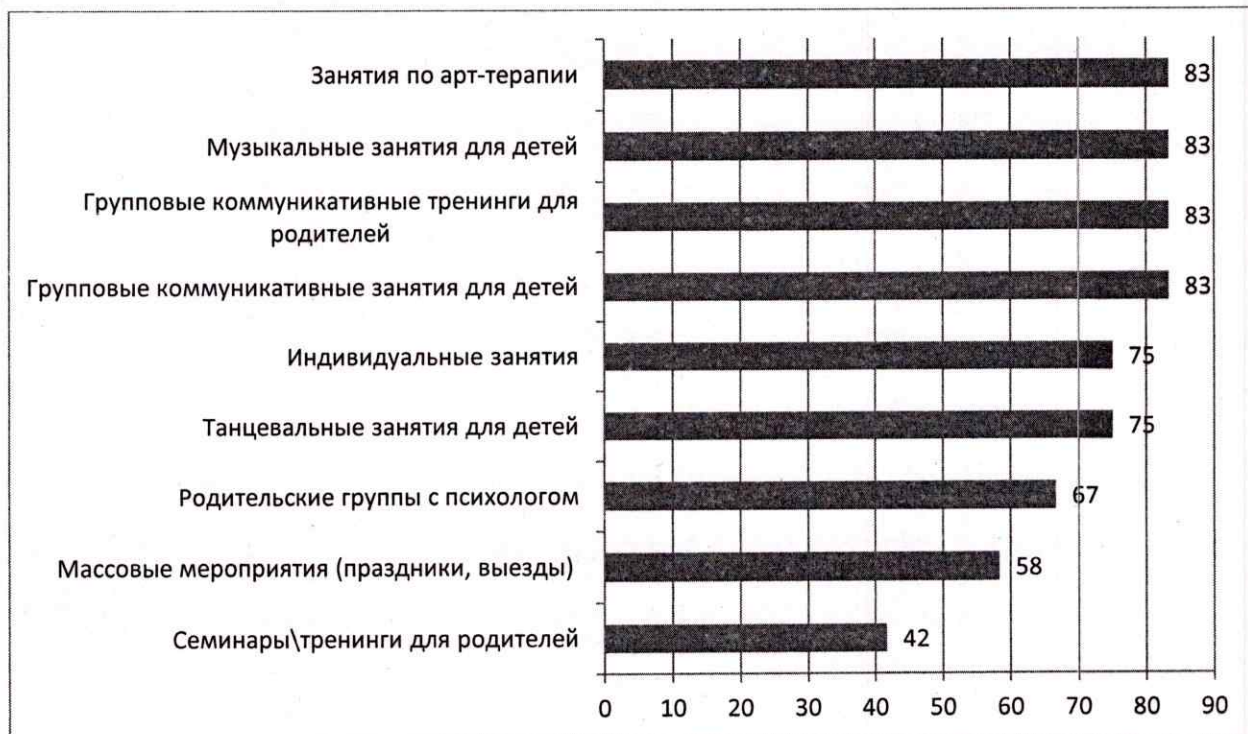 Занятия по арт-терапии
83
Музыкальные занятия для детей
83
Групповые коммуникативные тренинги для
родителей
83
Групповые коммуникативные занятия для детей
83
Индивидуальные занятия
75
Танцевальные занятия для детей
75
Родительские группы с психологом
67
Массовые мероприятия (праздники, выезды)
58
Семинары\тренинги для родителей
42
0 10 20 30 40 50 60 70 80 90